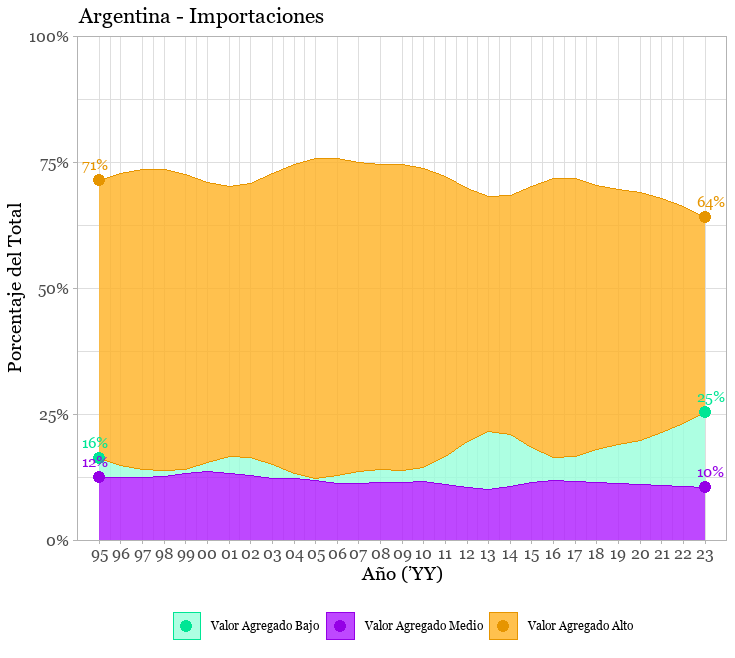 Argentina - Importaciones
100%
75%
50%
25%
0%
Porcentaje del Total
71%
16%
12%
64%
25%
10%
95 96 97 98 99 00 01 02 03 04 05 06 07 08 09 10 11 12 13 14 15 16 17 18 19 20 21 22 23
Año ('YY)
Valor Agregado Bajo Valor Agregado Medio Valor Agregado Alto